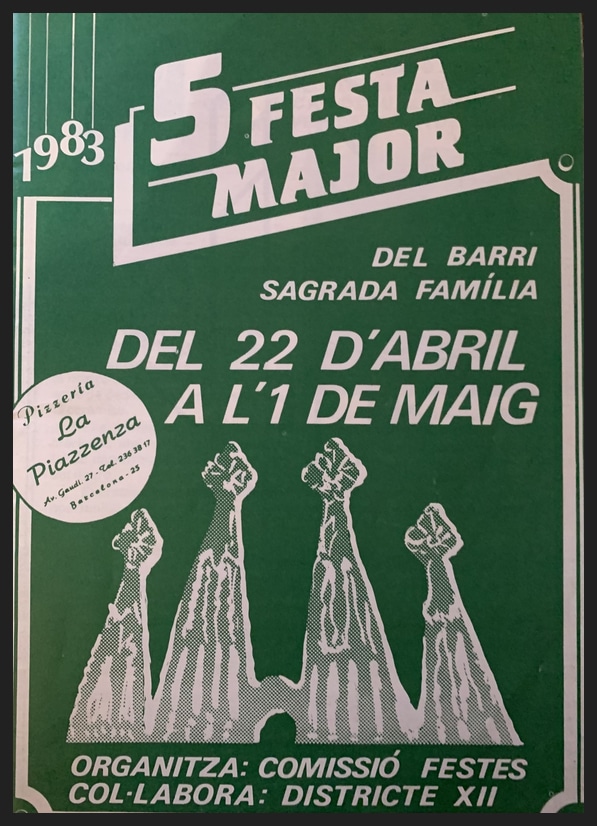 1983
5 FESTA
MAJOR
DEL BARRI
SAGRADA FAMÍLIA
DEL 22 D'ABRIL
A L'1 DE MAIG
Pizzería
La
Piazzenza
Av. Gaudí, 27 - Tel. 236 38 17
Barcelona - 25
ORGANITZA: COMISSIÓ FESTES
COL·LABORA: DISTRICTE XII